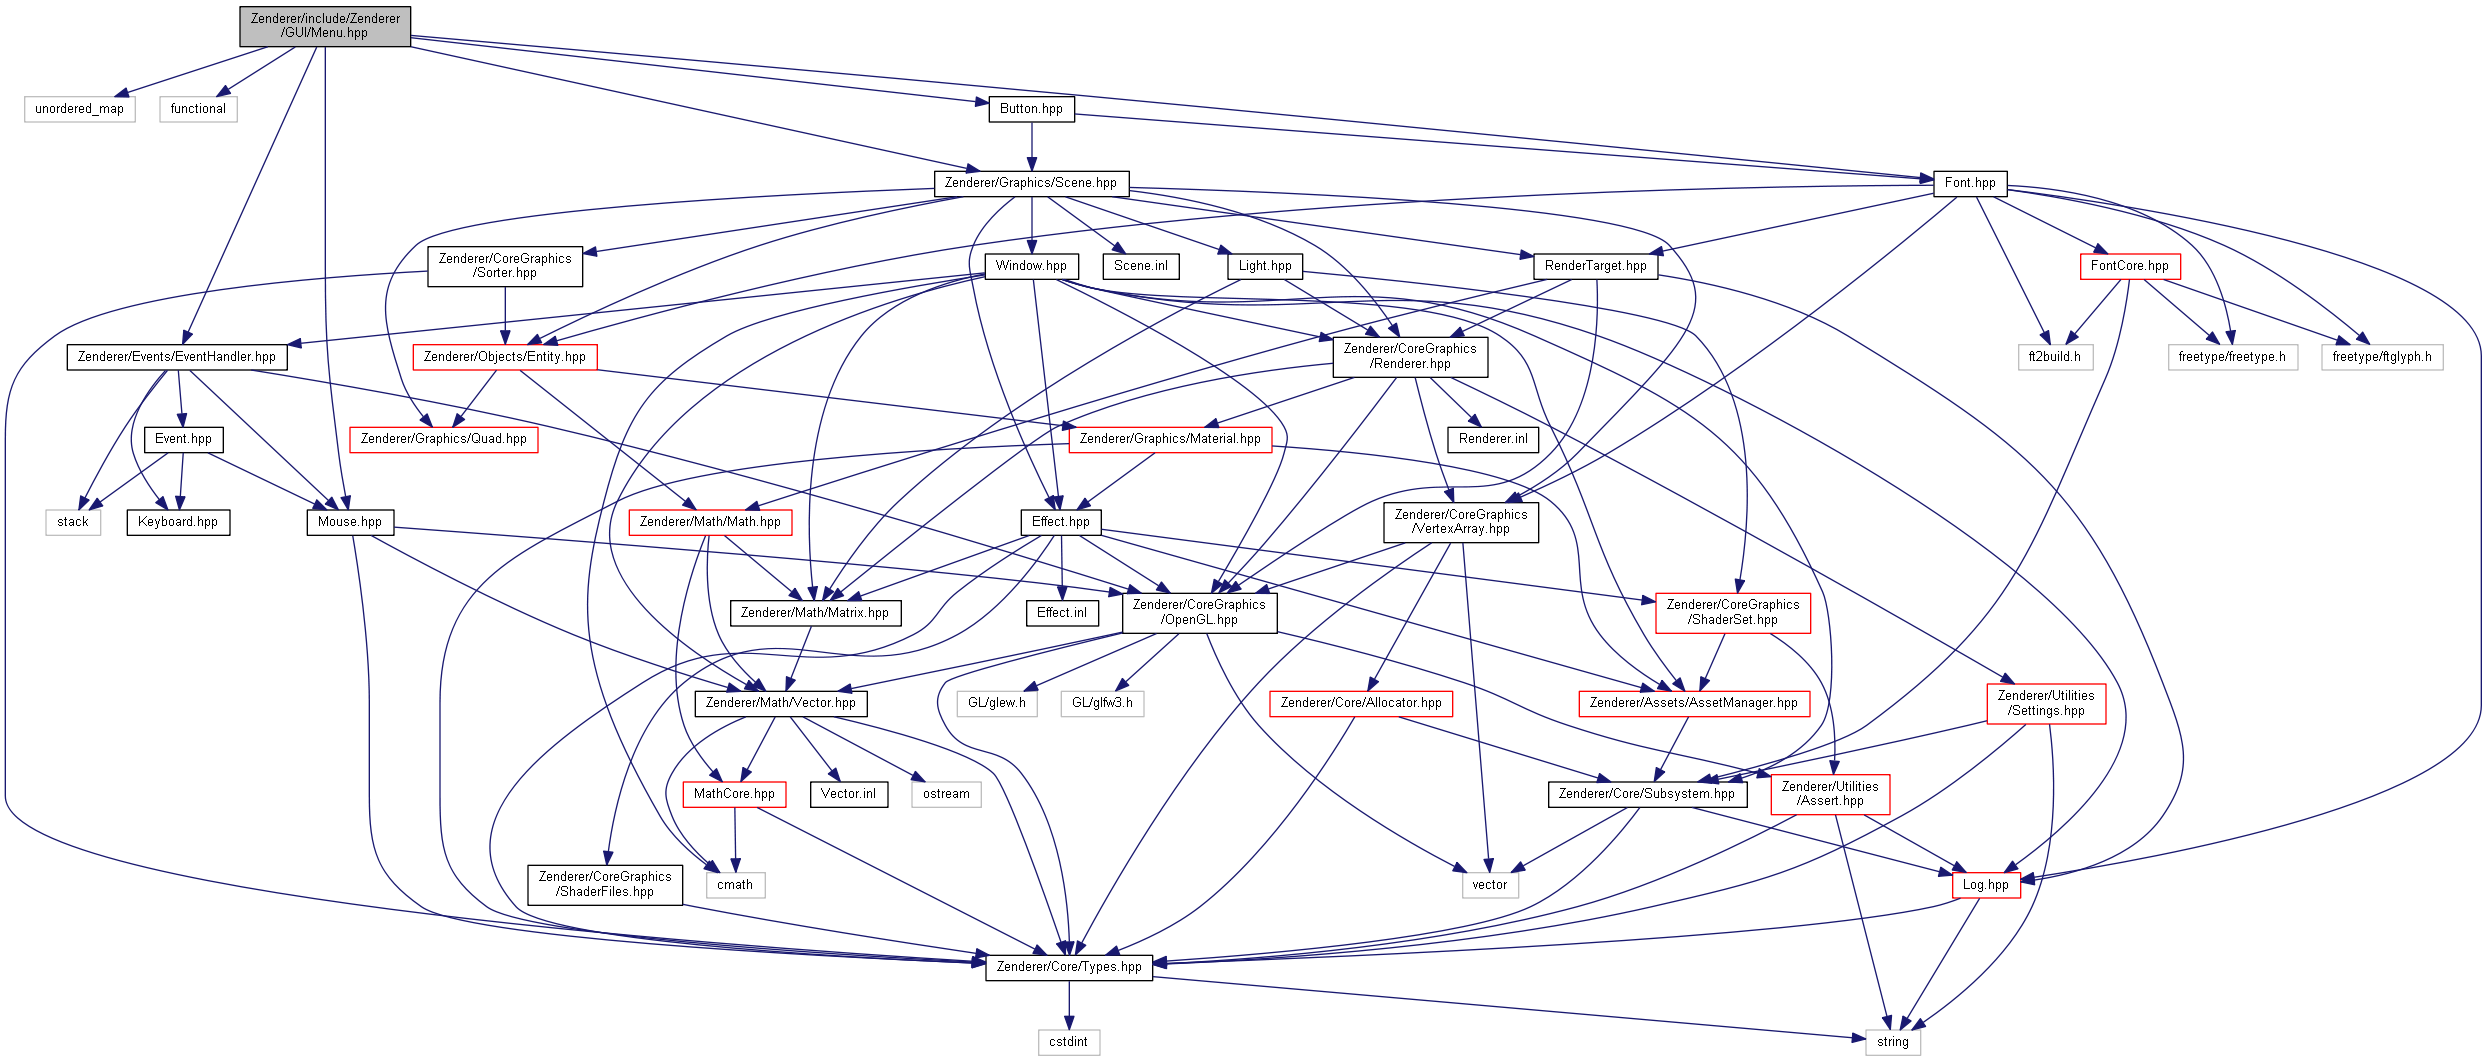 Zenderer/include/Zenderer
/GUI/Menu.hpp
unordered_map
functional
Button.hpp
Zenderer/Graphics/Scene.hpp
Font.hpp
Zenderer/CoreGraphics
/Sorter.hpp
Window.hpp
Scene.inl
Light.hpp
RenderTarget.hpp
FontCore.hpp
Zenderer/Events/EventHandler.hpp
Zenderer/Objects/Entity.hpp
Zenderer/CoreGraphics
/Renderer.hpp
ft2build.h
freetype/freetype.h
freetype/ftglyph.h
Event.hpp
Zenderer/Graphics/Quad.hpp
Zenderer/Graphics/Material.hpp
Renderer.inl
stack
Keyboard.hpp
Mouse.hpp
Zenderer/Math/Math.hpp
Effect.hpp
Zenderer/CoreGraphics
/VertexArray.hpp
Zenderer/Math/Matrix.hpp
Effect.inl
Zenderer/CoreGraphics
/OpenGL.hpp
Zenderer/CoreGraphics
/ShaderSet.hpp
Zenderer/Math/Vector.hpp
GL/glew.h
GL/glfw3.h
Zenderer/Core/Allocator.hpp
Zenderer/Assets/AssetManager.hpp
Zenderer/Utilities
/Settings.hpp
MathCore.hpp
Vector.inl
ostream
Zenderer/Core/Subsystem.hpp
Zenderer/Utilities
/Assert.hpp
Zenderer/CoreGraphics
/ShaderFiles.hpp
cmath
vector
Log.hpp
Zenderer/Core/Types.hpp
cstdint
string